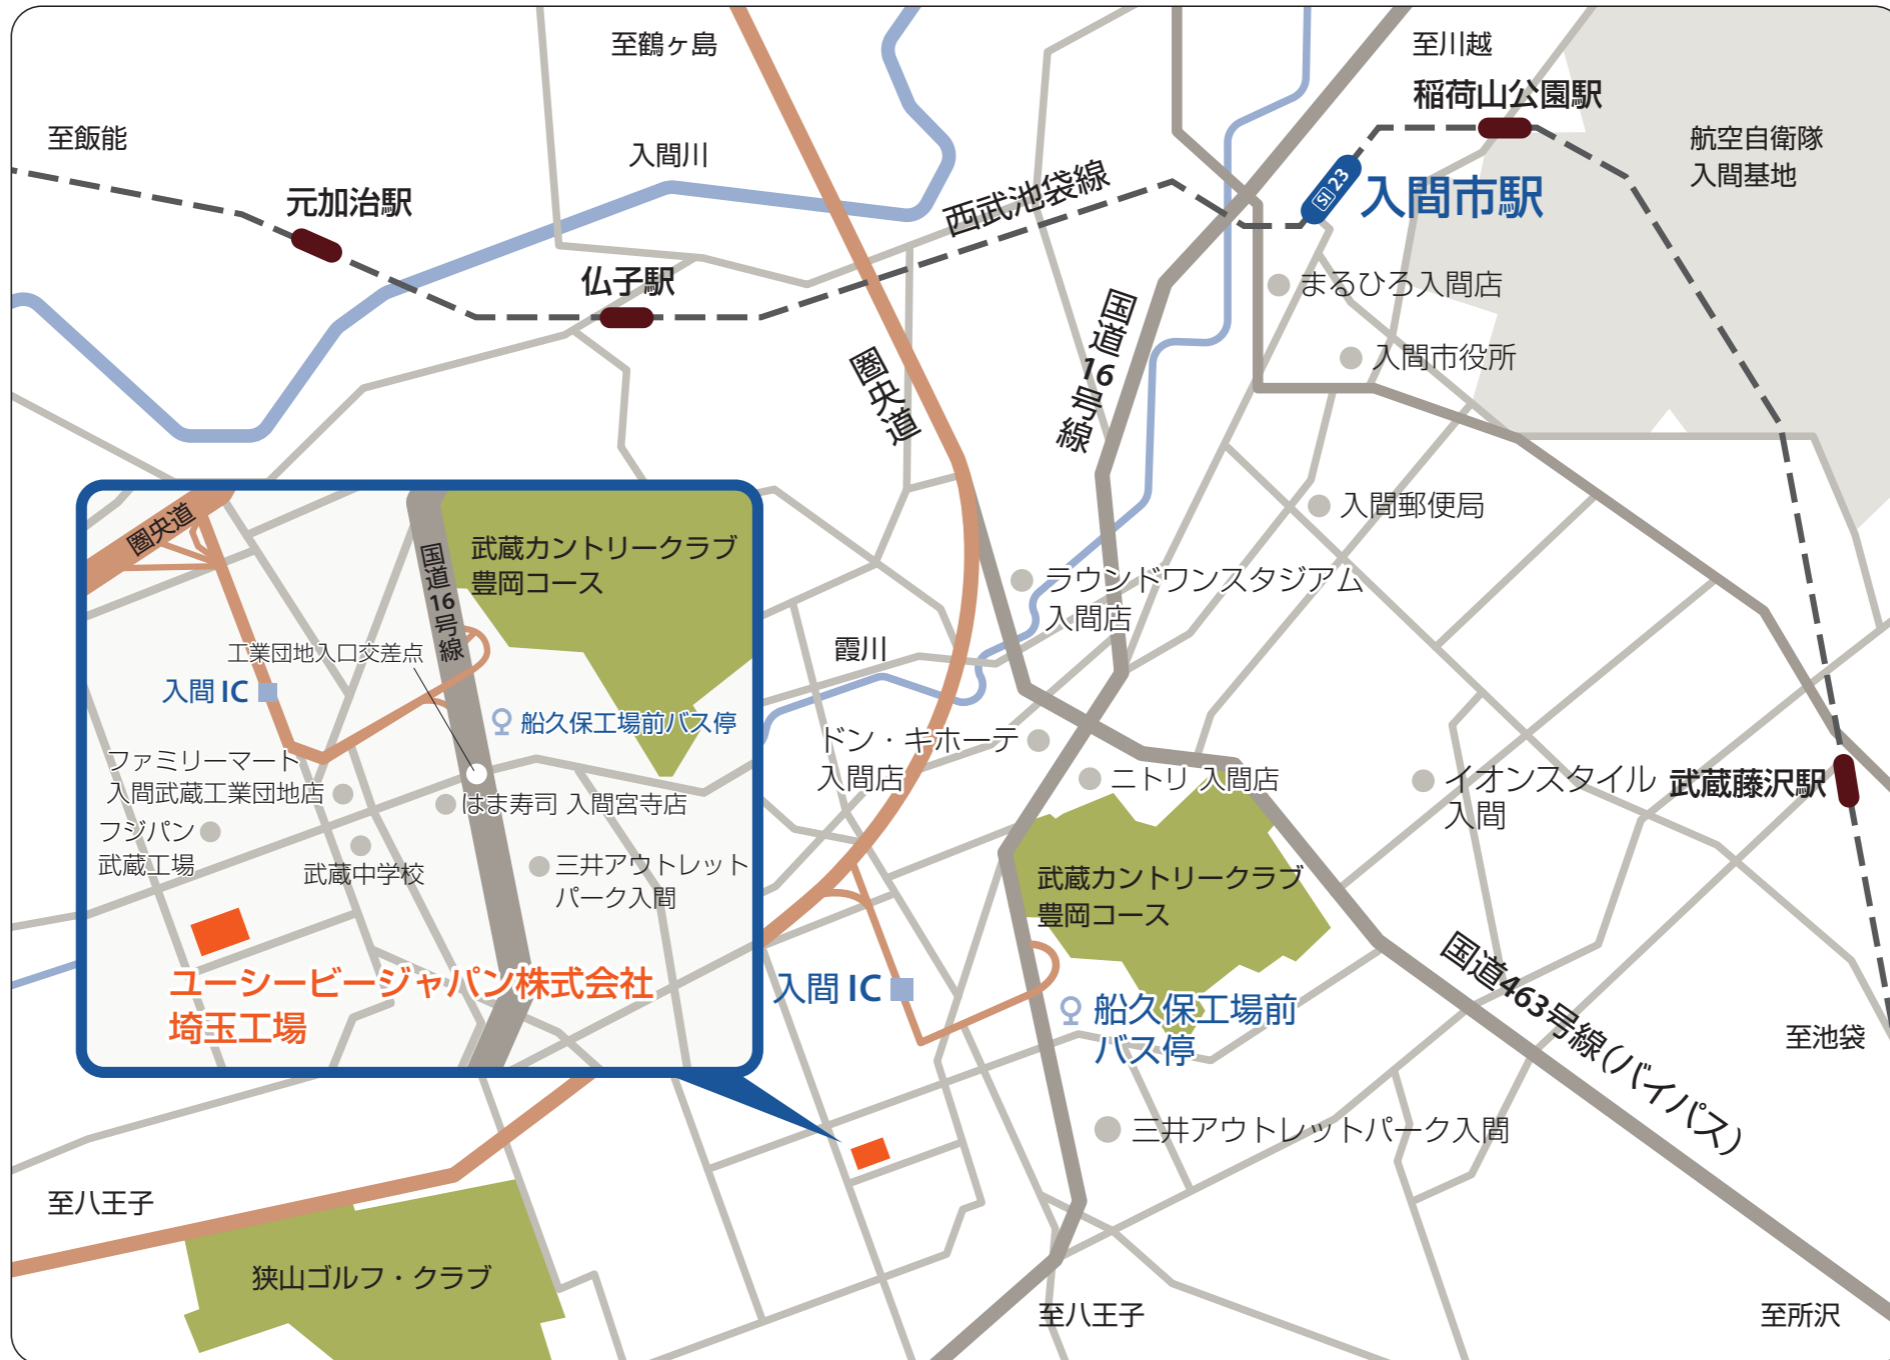 至鶴ヶ島
至川越
稲荷山公園駅
至飯能
航空自衛隊
入間基地
入間川
元加治駅
西武池袋線
SI 23
入間市駅
仏子駅
まるひろ入間店
国道16号線
入間市役所
圏央道
入間郵便局
ラウンドワンスタジアム
入間店
霞川
ドン・キホーテ
入間店
ニトリ 入間店
イオンスタイル
入間
武蔵藤沢駅
武蔵カントリークラブ
豊岡コース
入間 IC
船久保工場前
バス停
国道463号線(バイパス)
至池袋
三井アウトレットパーク入間
至八王子
狭山ゴルフ・クラブ
至八王子
至所沢
圏央道
国道16号線
武蔵カントリークラブ
豊岡コース
工業団地入口交差点
入間 IC
船久保工場前バス停
ファミリーマート
入間武蔵工業団地店
はま寿司 入間宮寺店
フジパン
武蔵工場
武蔵中学校
三井アウトレット
パーク入間
ユーシービージャパン株式会社
埼玉工場